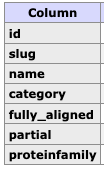 Column
id
slug
name
category
fully_aligned
partial
proteinfamily